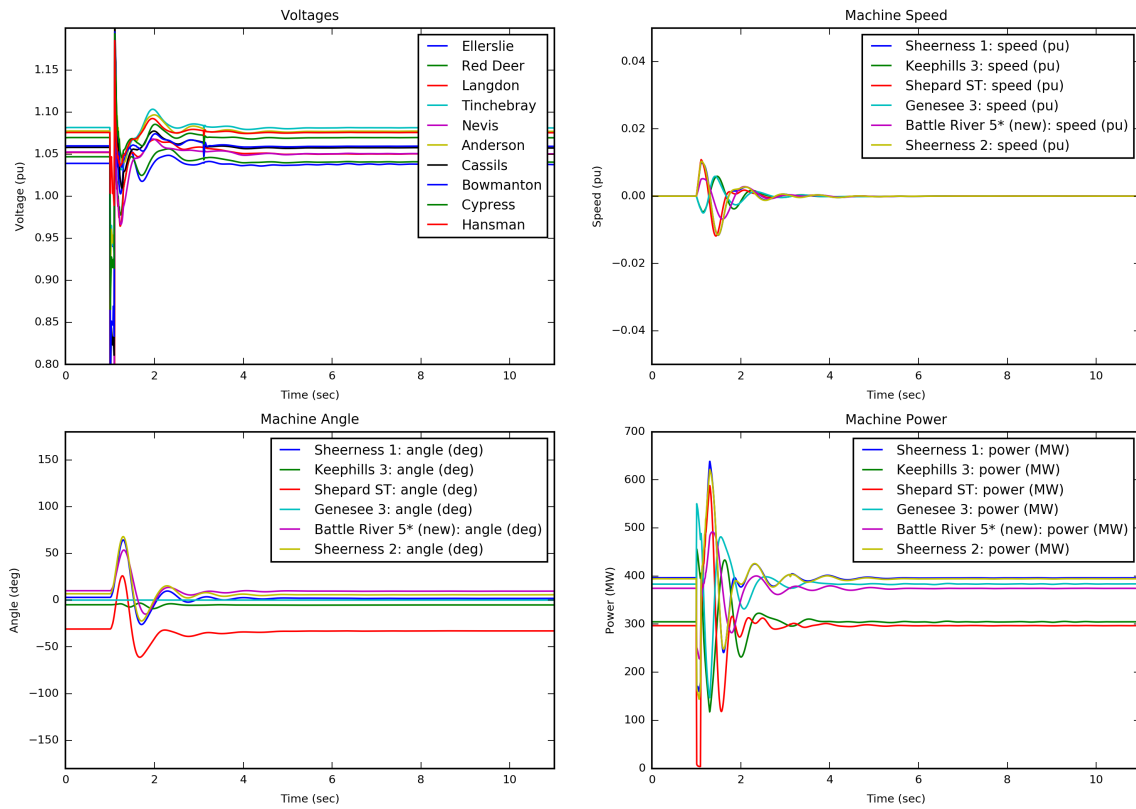 Voltages
Voltage (pu)
1.15
1.10
1.05
1.00
0.95
0.90
0.85
0.80
0 2 4 6 8 10
Time (sec)
Ellerslie
Red Deer
Langdon
Tinchebray
Nevis
Anderson
Cassils
Bowmanton
Cypress
Hansman
Machine Speed
Speed (pu)
0.04
0.02
0.00
−0.02
−0.04
0 2 4 6 8 10
Time (sec)
Sheerness 1: speed (pu)
Keephills 3: speed (pu)
Shepard ST: speed (pu)
Genesee 3: speed (pu)
Battle River 5* (new): speed (pu)
Sheerness 2: speed (pu)
Machine Angle
Angle (deg)
150
100
50
0
−50
−100
−150
0 2 4 6 8 10
Time (sec)
Sheerness 1: angle (deg)
Keephills 3: angle (deg)
Shepard ST: angle (deg)
Genesee 3: angle (deg)
Battle River 5* (new): angle (deg)
Sheerness 2: angle (deg)
Machine Power
Power (MW)
700
600
500
400
300
200
100
0
0 2 4 6 8 10
Time (sec)
Sheerness 1: power (MW)
Keephills 3: power (MW)
Shepard ST: power (MW)
Genesee 3: power (MW)
Battle River 5* (new): power (MW)
Sheerness 2: power (MW)